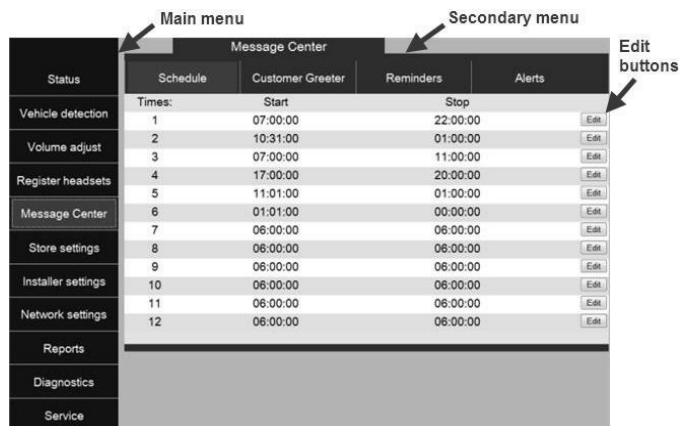 Main menu
Secondary menu
Edit
buttons
Message Center
Status
Vehicle detection
Volume adjust
Register headsets
Message Center
Store settings
Installer settings
Network settings
Reports
Diagnostics
Service
Schedule Customer Greeter Reminders Alerts
Times: Start Stop
1 07:00:00 22:00:00 Edit
2 10:31:00 01:00:00 Edit
3 07:00:00 11:00:00 Edit
4 17:00:00 20:00:00 Edit
5 11:01:00 01:00:00 Edit
6 01:01:00 00:00:00 Edit
7 06:00:00 06:00:00 Edit
8 06:00:00 06:00:00 Edit
9 06:00:00 06:00:00 Edit
10 06:00:00 06:00:00 Edit
11 06:00:00 06:00:00 Edit
12 06:00:00 06:00:00 Edit